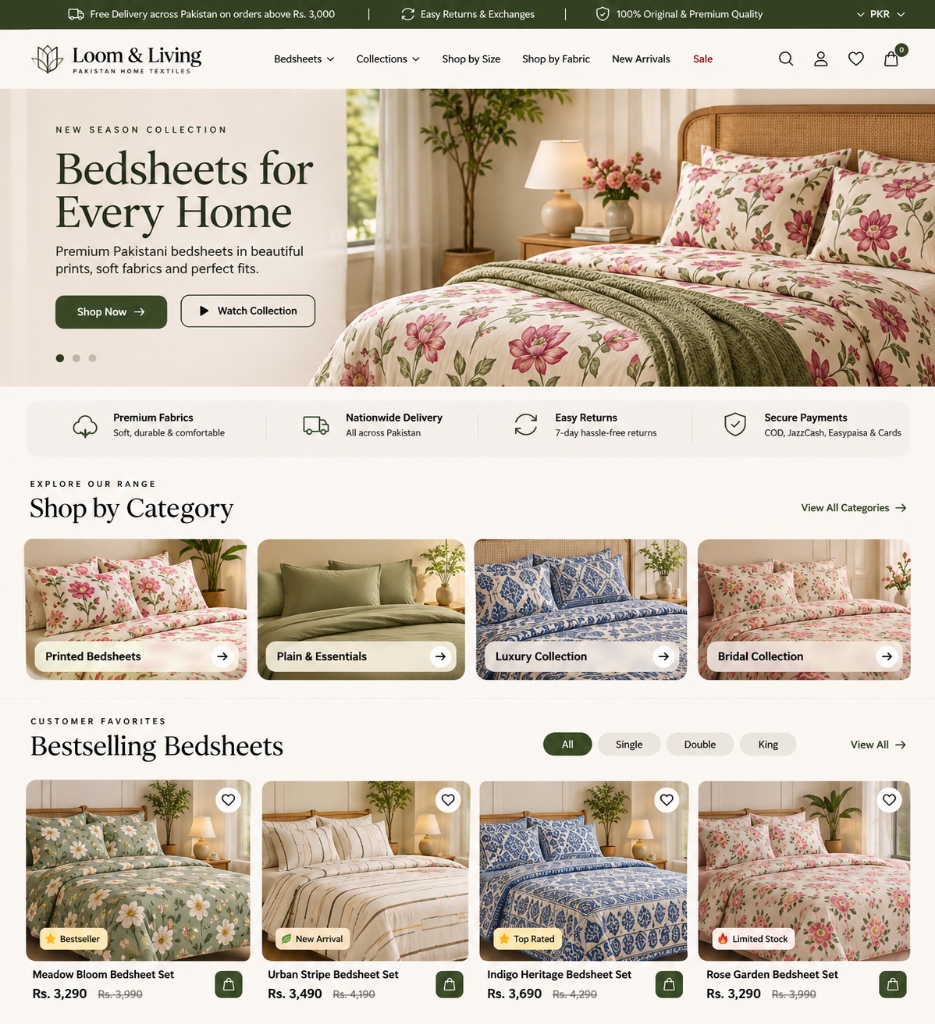 Free Delivery across Pakistan on orders above Rs. 3,000
Easy Returns & Exchanges
100% Original & Premium Quality
PKR
Loom & Living
PAKISTAN HOME TEXTILES
Bedsheets
Collections
Shop by Size
Shop by Fabric
New Arrivals
Sale
0
NEW SEASON COLLECTION
Bedsheets for
Every Home
Premium Pakistani bedsheets in beautiful
prints, soft fabrics and perfect fits.
Shop Now
Watch Collection
Premium Fabrics
Soft, durable & comfortable
Nationwide Delivery
All across Pakistan
Easy Returns
7-day hassle-free returns
Secure Payments
COD, JazzCash, Easypaisa & Cards
EXPLORE OUR RANGE
Shop by Category
View All Categories
Printed Bedsheets
Plain & Essentials
Luxury Collection
Bridal Collection
CUSTOMER FAVORITES
Bestselling Bedsheets
All
Single
Double
King
View All
Bestseller
New Arrival
Top Rated
Limited Stock
Meadow Bloom Bedsheet Set
Rs. 3,290 Rs. 3,990
Urban Stripe Bedsheet Set
Rs. 3,490 Rs. 4,190
Indigo Heritage Bedsheet Set
Rs. 3,690 Rs. 4,290
Rose Garden Bedsheet Set
Rs. 3,290 Rs. 3,990